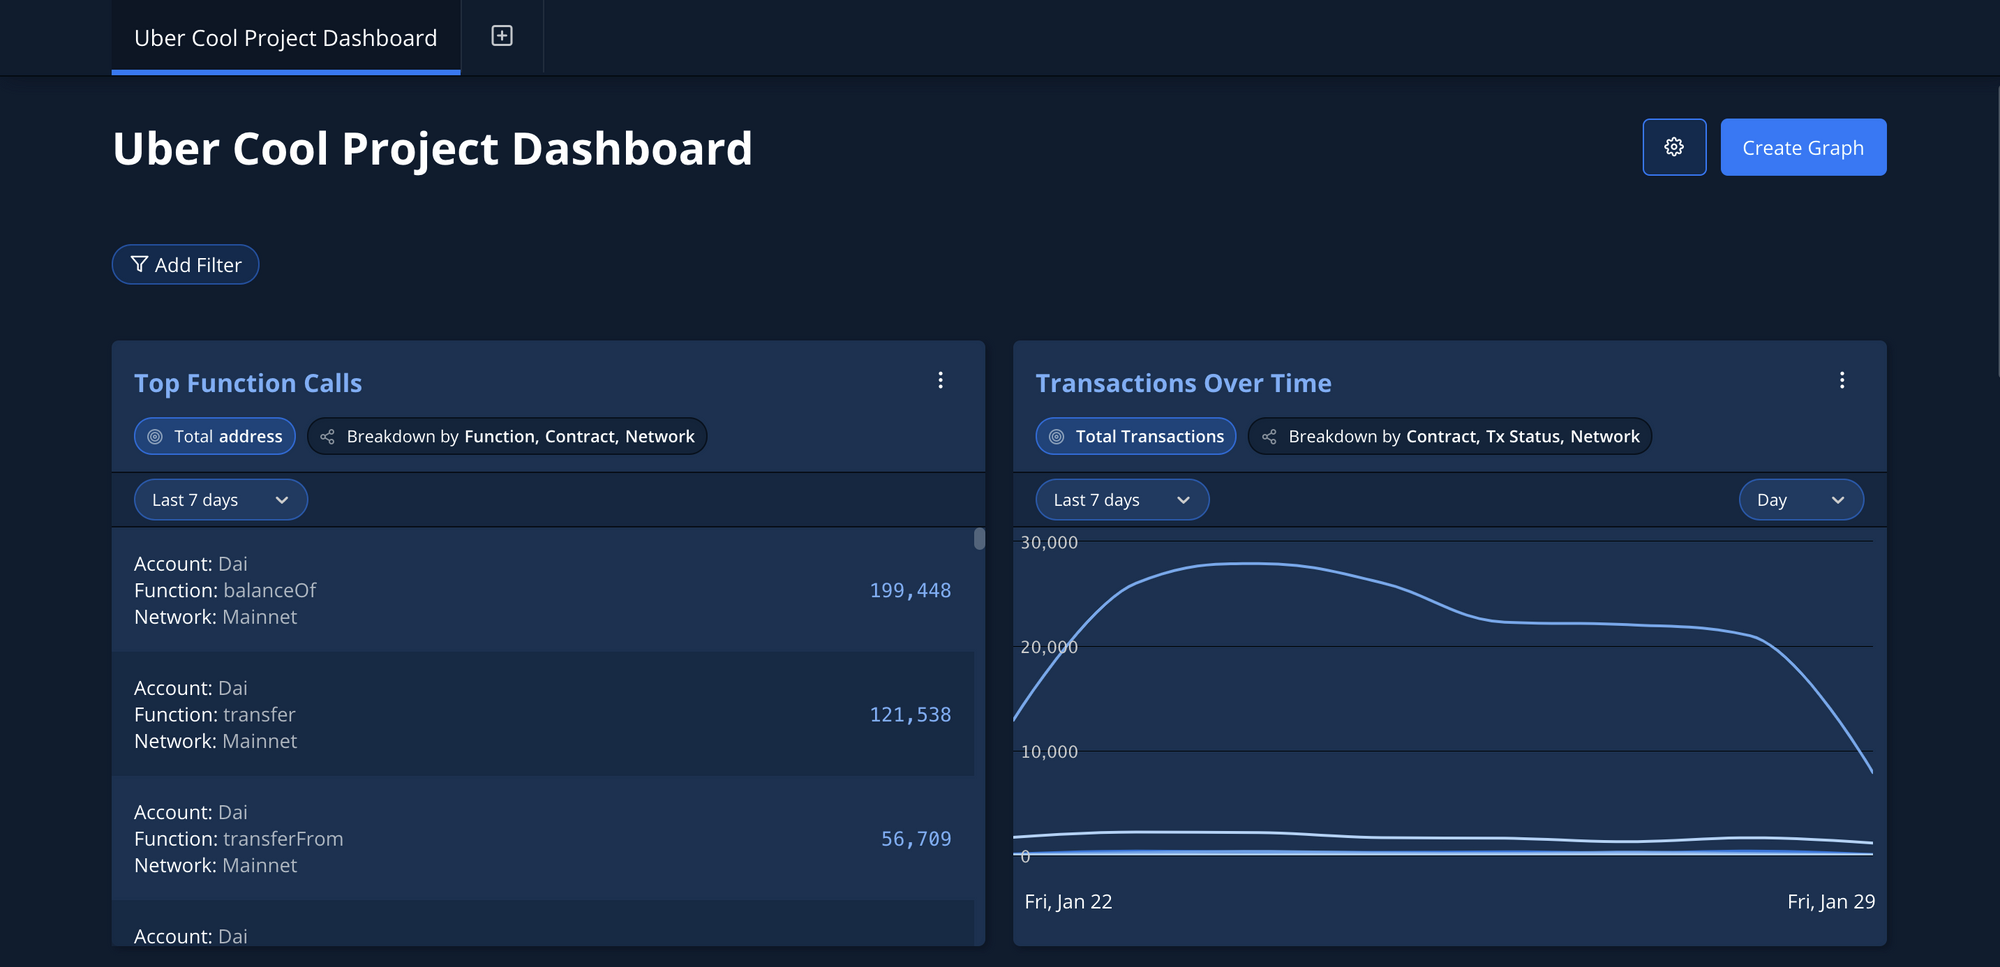 Uber Cool Project Dashboard
Uber Cool Project Dashboard
Create Graph
Add Filter
Top Function Calls
Total address
Breakdown by Function, Contract, Network
Last 7 days
Account: Dai
Function: balanceOf
Network: Mainnet
199,448
Account: Dai
Function: transfer
Network: Mainnet
121,538
Account: Dai
Function: transferFrom
Network: Mainnet
56,709
Account: Dai
Transactions Over Time
Total Transactions
Breakdown by Contract, Tx Status, Network
Last 7 days
Day
30,000
20,000
10,000
0
Fri, Jan 22
Fri, Jan 29